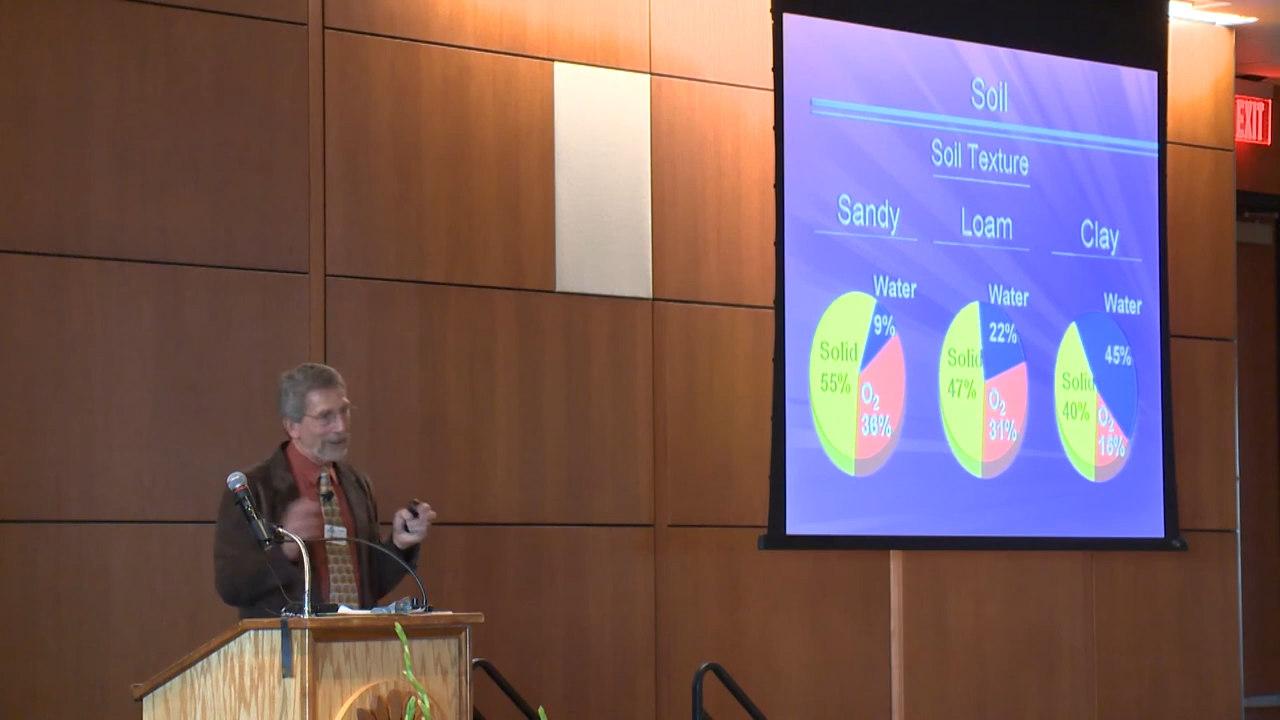 Soil
EXIT
Soil Texture
Sandy
Loam
Clay
Water
9%
Solid
55%
O2
36%
Water
22%
Solid
47%
O2
31%
Water
45%
Solid
40%
O2
16%